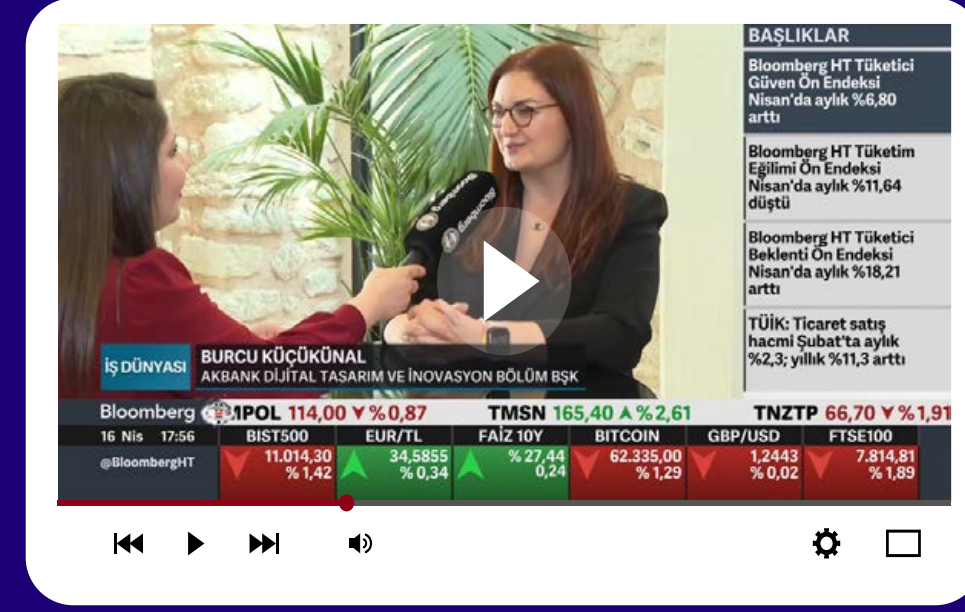 BAŞLIKLAR
Bloomberg HT Tüketici
Güven Ön Endeksi
Nisan'da aylık %6,80
arttı
Bloomberg HT Tüketim
Eğilimi Ön Endeksi
Nisan'da aylık %11,64
düştü
Bloomberg HT Tüketici
Beklenti Ön Endeksi
Nisan'da aylık %18,21
arttı
TÜİK: Ticaret satış
hacmi Şubat'ta aylık
%2,3; yıllık %11,3 arttı
Bloomberg
İŞ DÜNYASI
BURCU KÜÇÜKÜNAL
AKBANK DİJİTAL TASARIM VE İNOVASYON BÖLÜM BŞK
Bloomberg MPOL 114,00 %0,87 TMSN 165,40 %2,61 TNZTP 66,70 %1,91
16 Nis 17:56 BIST500 EUR/TL FAİZ 10Y BITCOIN GBP/USD FTSE100
@BloombergHT 11.014,30 34,5855 %27,44 62.335,00 1,2443 7.814,81
%1,42 %0,34 0,24 %1,29 %0,02 %1,89